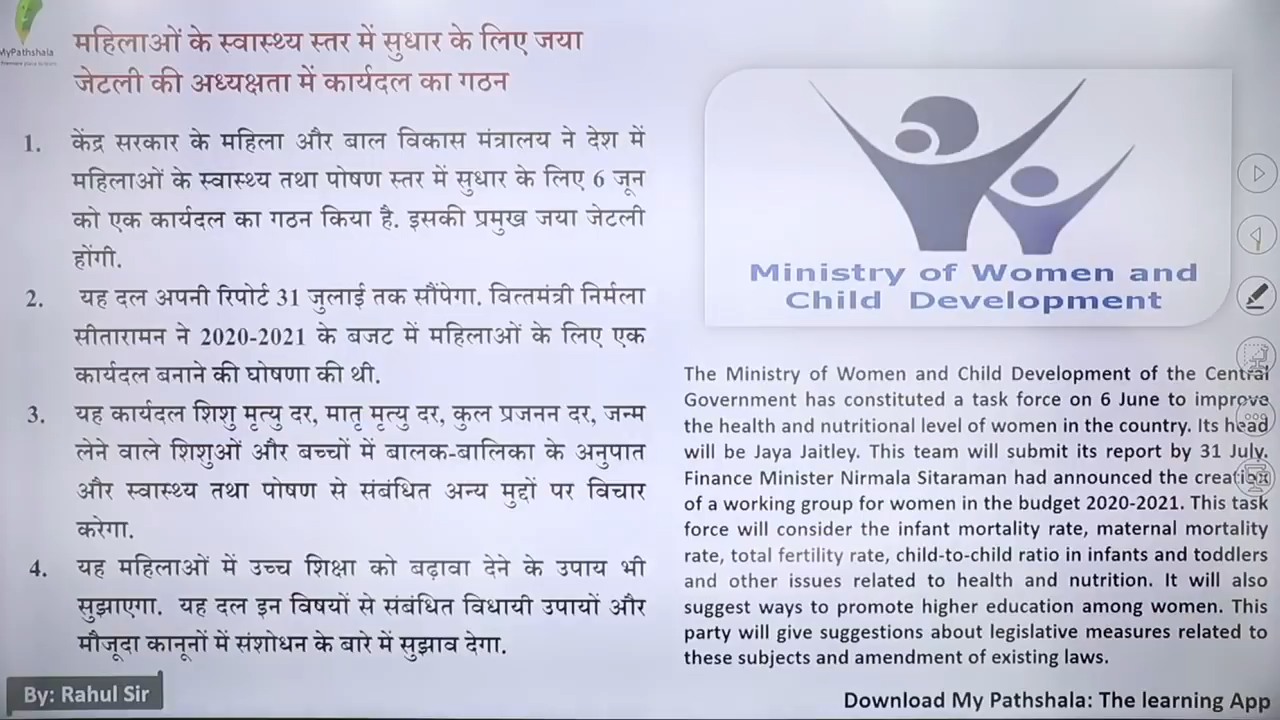 MyPathshala
महिलाओं के स्वास्थ्य स्तर में सुधार के लिए जया
जेटली की अध्यक्षता में कार्यदल का गठन
1. केंद्र सरकार के महिला और बाल विकास मंत्रालय ने देश में
महिलाओं के स्वास्थ्य तथा पोषण स्तर में सुधार के लिए 6 जून
को एक कार्यदल का गठन किया है. इसकी प्रमुख जया जेटली
होंगी.
2. यह दल अपनी रिपोर्ट 31 जुलाई तक सौंपेगा. वित्तमंत्री निर्मला
सीतारामन ने 2020-2021 के बजट में महिलाओं के लिए एक
कार्यदल बनाने की घोषणा की थी.
3. यह कार्यदल शिशु मृत्यु दर, मातृ मृत्यु दर, कुल प्रजनन दर, जन्म
लेने वाले शिशुओं और बच्चों में बालक-बालिका के अनुपात
और स्वास्थ्य तथा पोषण से संबंधित अन्य मुद्दों पर विचार
करेगा.
4. यह महिलाओं में उच्च शिक्षा को बढ़ावा देने के उपाय भी
सुझाएगा. यह दल इन विषयों से संबंधित विधायी उपायों और
मौजूदा कानूनों में संशोधन के बारे में सुझाव देगा.
By: Rahul Sir
Ministry of Women and
Child Development
The Ministry of Women and Child Development of the Central
Government has constituted a task force on 6 June to improve
the health and nutritional level of women in the country. Its head
will be Jaya Jaitley. This team will submit its report by 31 July.
Finance Minister Nirmala Sitaraman had announced the creation
of a working group for women in the budget 2020-2021. This task
force will consider the infant mortality rate, maternal mortality
rate, total fertility rate, child-to-child ratio in infants and toddlers
and other issues related to health and nutrition. It will also
suggest ways to promote higher education among women. This
party will give suggestions about legislative measures related to
these subjects and amendment of existing laws.
Download My Pathshala: The learning App